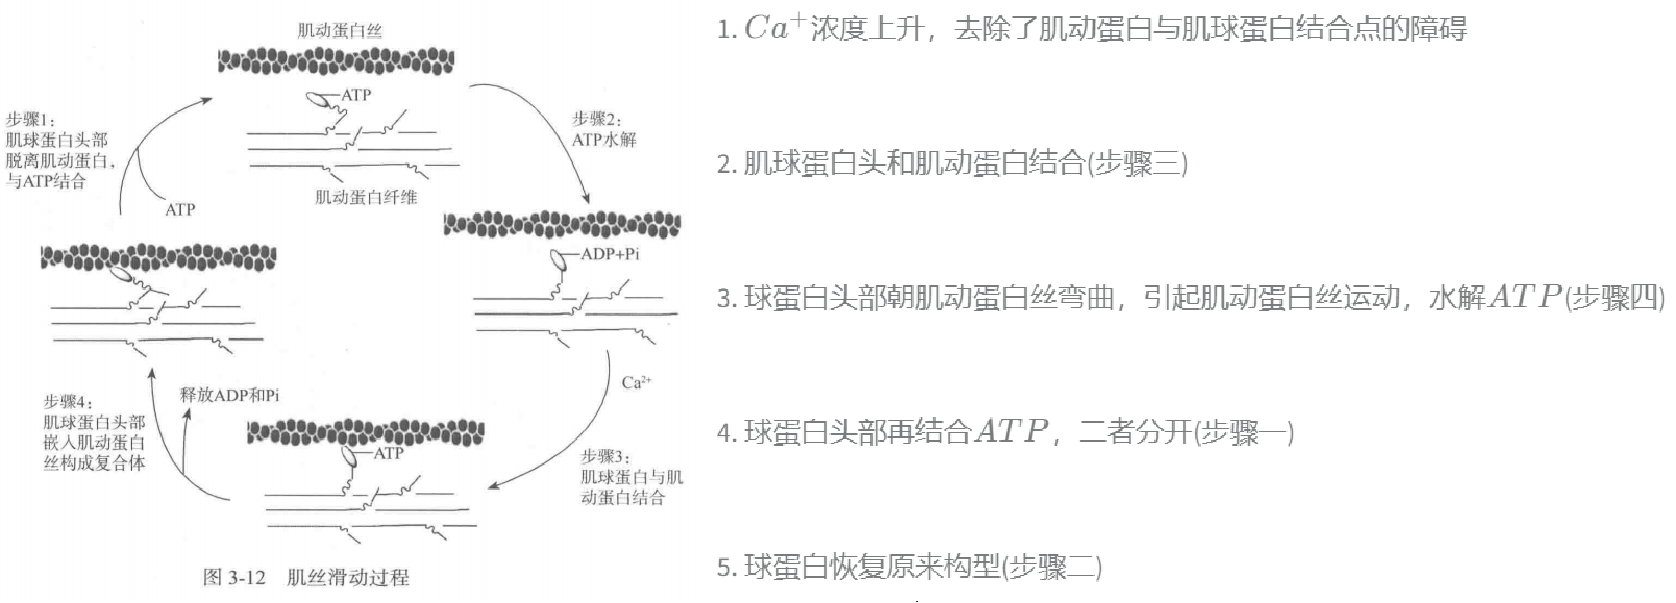 肌动蛋白丝
ATP
步骤1：
肌球蛋白头部
脱离肌动蛋白，
与ATP结合
ATP
步骤2：
ATP水解
肌动蛋白纤维
ADP+Pi
Ca²⁺
步骤3：
肌球蛋白与肌
动蛋白结合
ATP
释放ADP和Pi
步骤4：
肌球蛋白头部
嵌入肌动蛋白
丝构成复合体
图 3-12 肌丝滑动过程
1. Ca⁺浓度上升，去除了肌动蛋白与肌球蛋白结合点的障碍
2. 肌球蛋白头和肌动蛋白结合(步骤三)
3. 球蛋白头部朝肌动蛋白丝弯曲，引起肌动蛋白丝运动，水解ATP(步骤四)
4. 球蛋白头部再结合ATP，二者分开(步骤一)
5. 球蛋白恢复原来构型(步骤二)